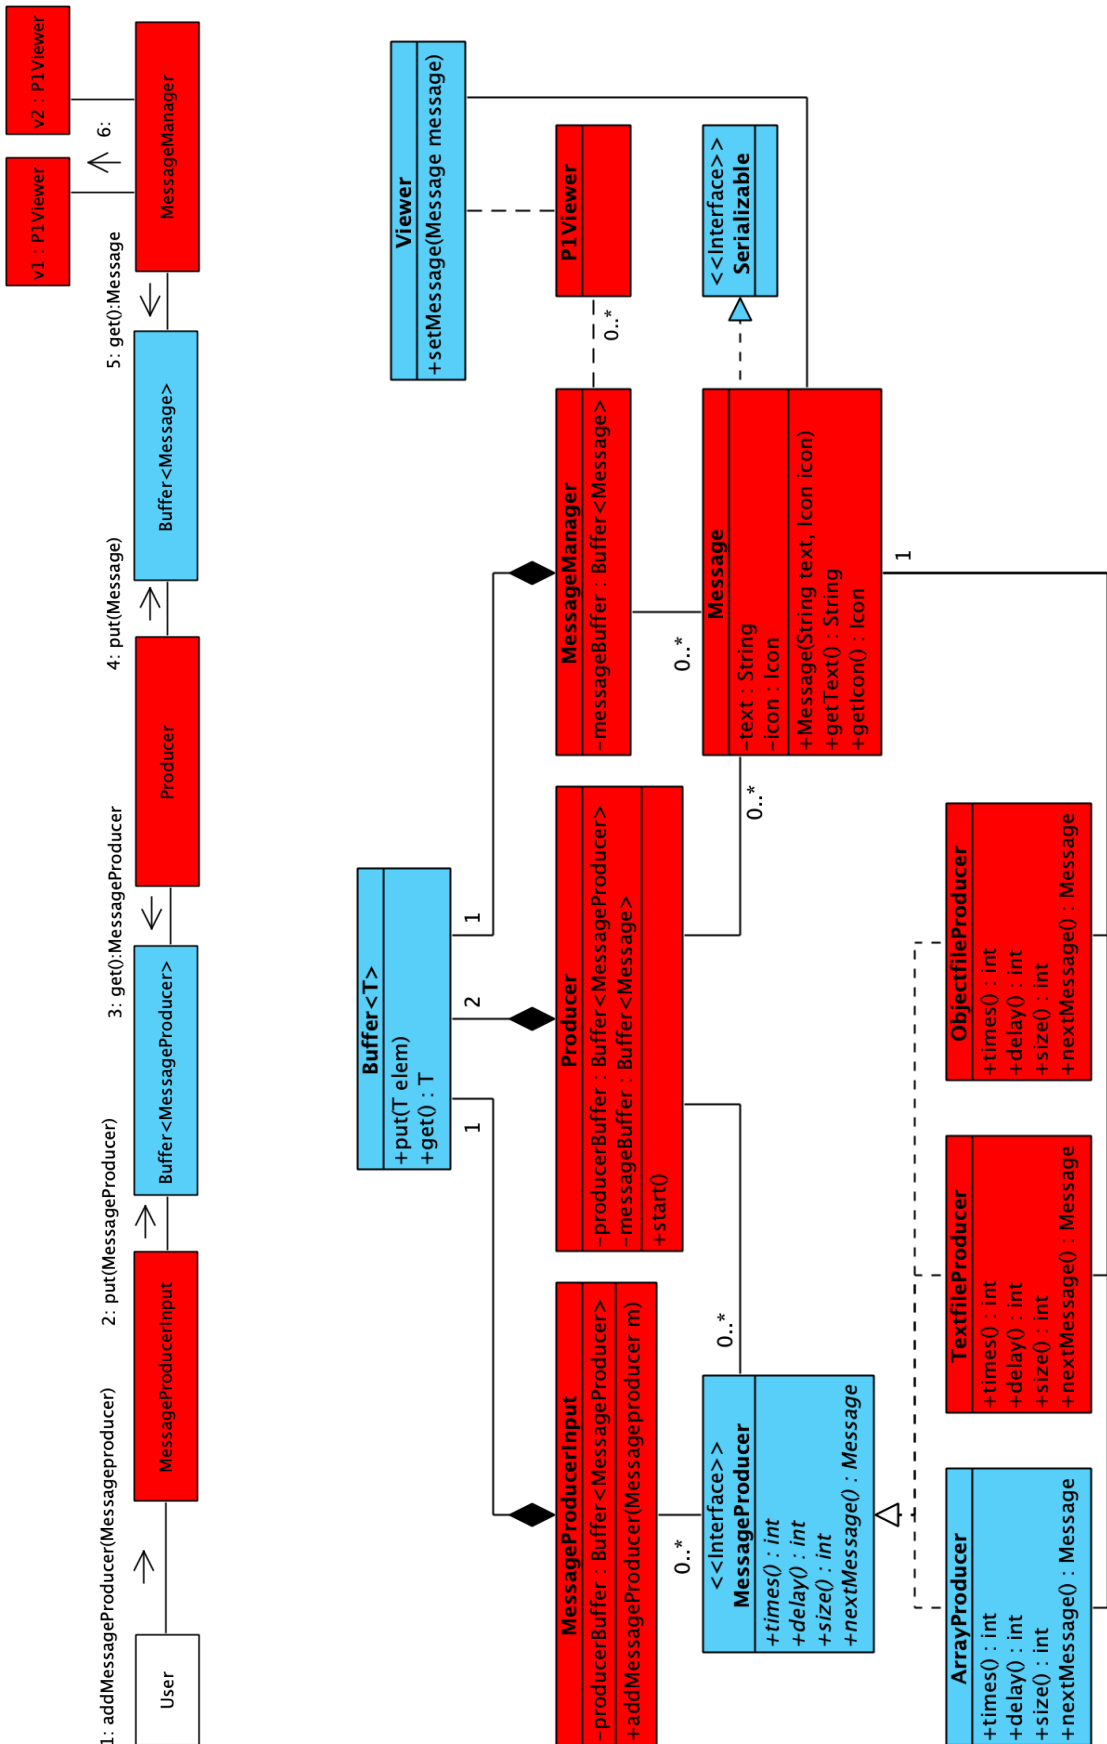 1: addMessageProducer(Messageproducer)
2: put(MessageProducer)
3: get():MessageProducer
4: put(Message)
5: get():Message
6:
User
MessageProducerInput
Buffer<MessageProducer>
Producer
Buffer<Message>
MessageManager
v1 : P1Viewer
v2 : P1Viewer
Buffer<T>
+put(T elem)
+get() : T
1
2
1
Viewer
+setMessage(Message message)
MessageProducerInput
-producerBuffer : Buffer<MessageProducer>
+addMessageProducer(Messageproducer m)
Producer
-producerBuffer : Buffer<MessageProducer>
-messageBuffer : Buffer<Message>
+start()
MessageManager
-messageBuffer : Buffer<Message>
0..*
P1Viewer
0..*
0..*
0..*
0..*
<<Interface>>
MessageProducer
+times() : int
+delay() : int
+size() : int
+nextMessage() : Message
Message
-text : String
-icon : Icon
+Message(String text, Icon icon)
+getText() : String
+getIcon() : Icon
<<Interface>>
Serializable
1
ArrayProducer
+times() : int
+delay() : int
+size() : int
+nextMessage() : Message
TextfileProducer
+times() : int
+delay() : int
+size() : int
+nextMessage() : Message
ObjectfileProducer
+times() : int
+delay() : int
+size() : int
+nextMessage() : Message